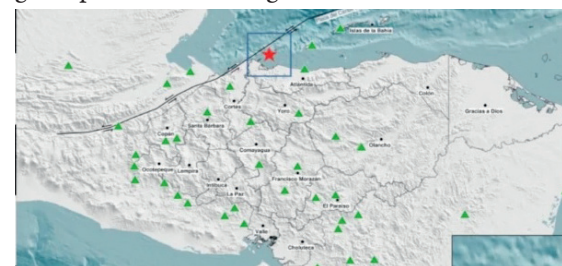 Islas de la Bahía
Atlántida
Colón
Cortés
Yoro
Gracias a Dios
Santa Bárbara
Copán
Olancho
Comayagua
Ocotepeque
Lempira
Francisco Morazán
Intibucá
La Paz
El Paraíso
Valle
Choluteca